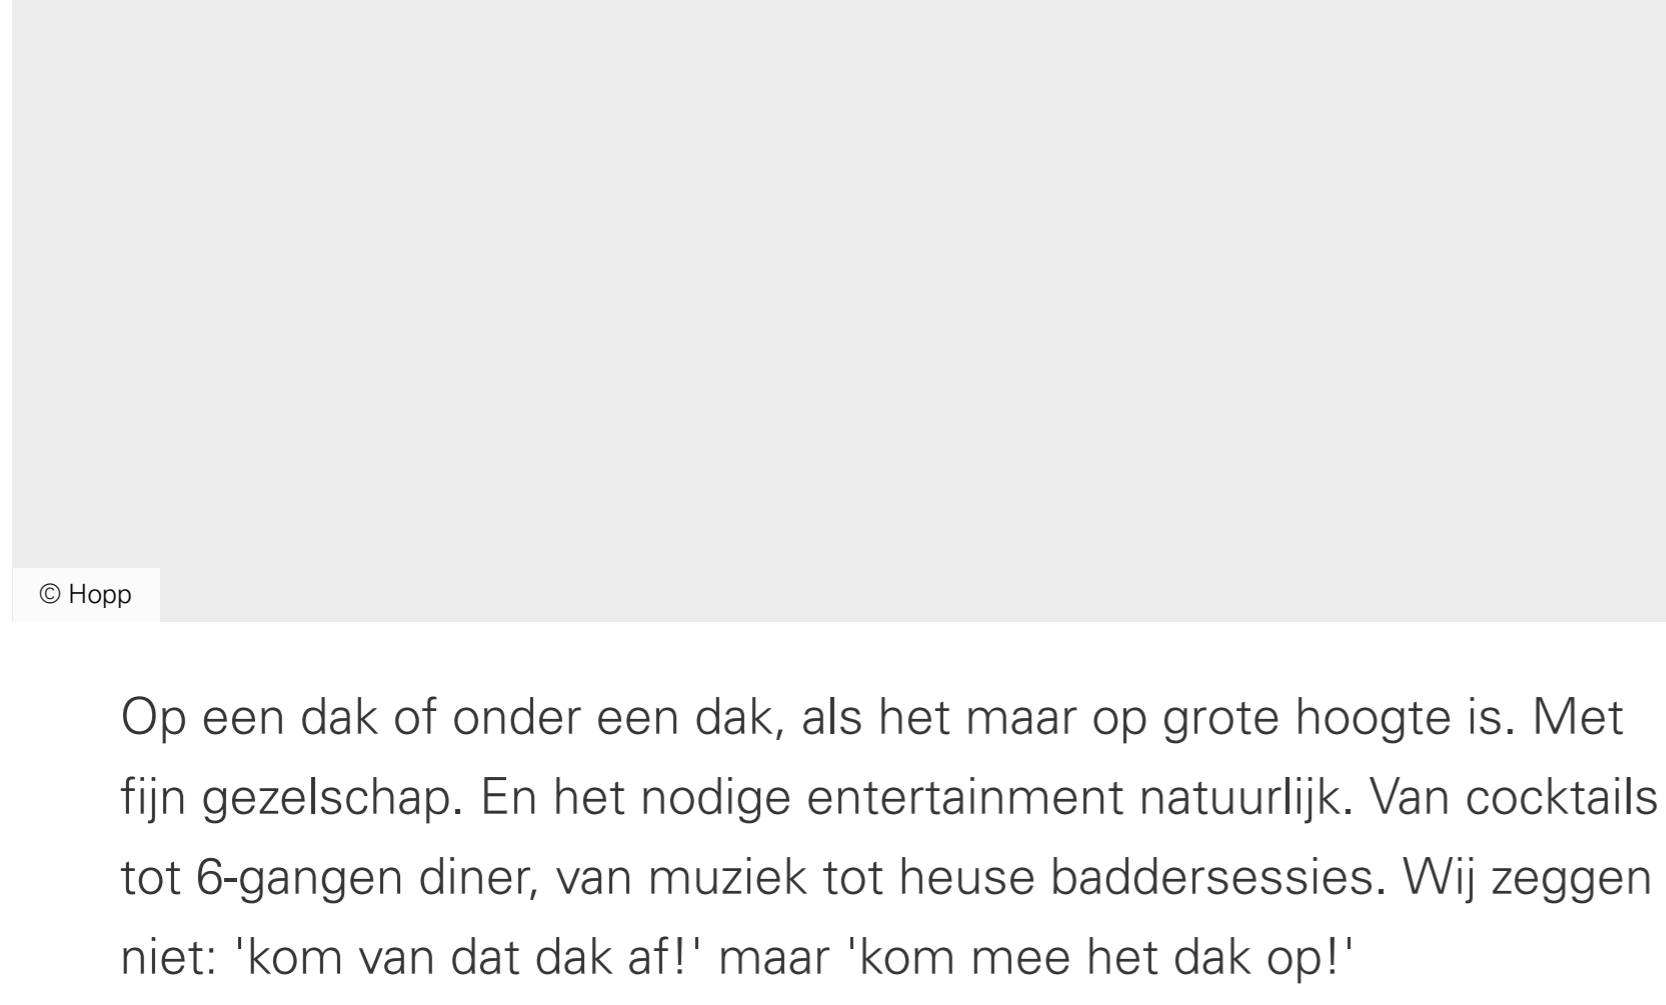 © Hopp
Op een dak of onder een dak, als het maar op grote hoogte is. Met
fijn gezelschap. En het nodige entertainment natuurlijk. Van cocktails
tot 6-gangen diner, van muziek tot heuse baddersessies. Wij zeggen
niet: 'kom van dat dak af!' maar 'kom mee het dak op!'